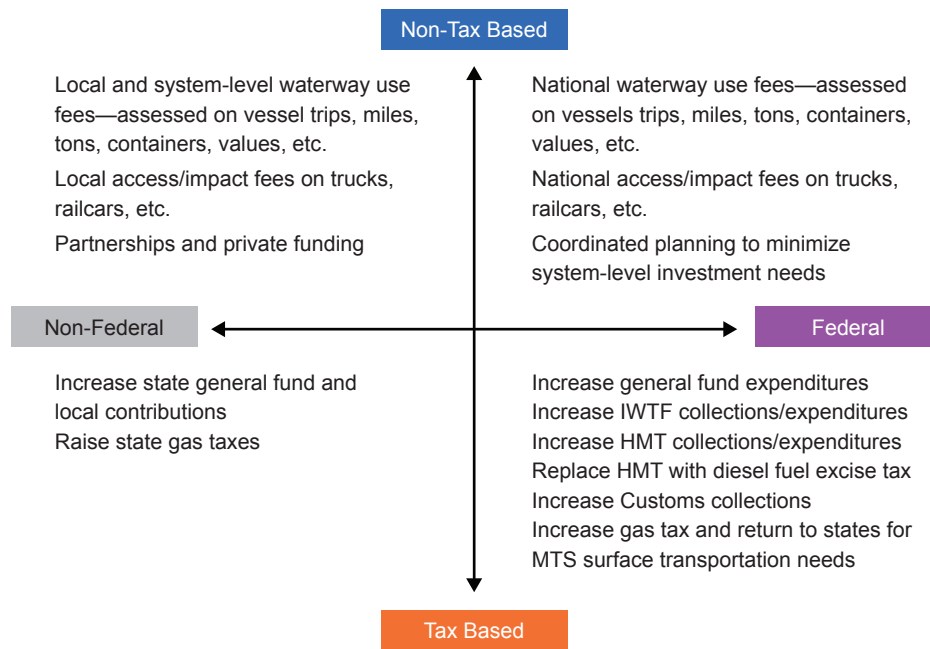 Non-Tax Based
Local and system-level waterway use
fees—assessed on vessel trips, miles,
tons, containers, values, etc.
Local access/impact fees on trucks,
railcars, etc.
Partnerships and private funding
National waterway use fees—assessed
on vessels trips, miles, tons, containers,
values, etc.
National access/impact fees on trucks,
railcars, etc.
Coordinated planning to minimize
system-level investment needs
Non-Federal
Federal
Increase state general fund and
local contributions
Raise state gas taxes
Increase general fund expenditures
Increase IWTF collections/expenditures
Increase HMT collections/expenditures
Replace HMT with diesel fuel excise tax
Increase Customs collections
Increase gas tax and return to states for
MTS surface transportation needs
Tax Based